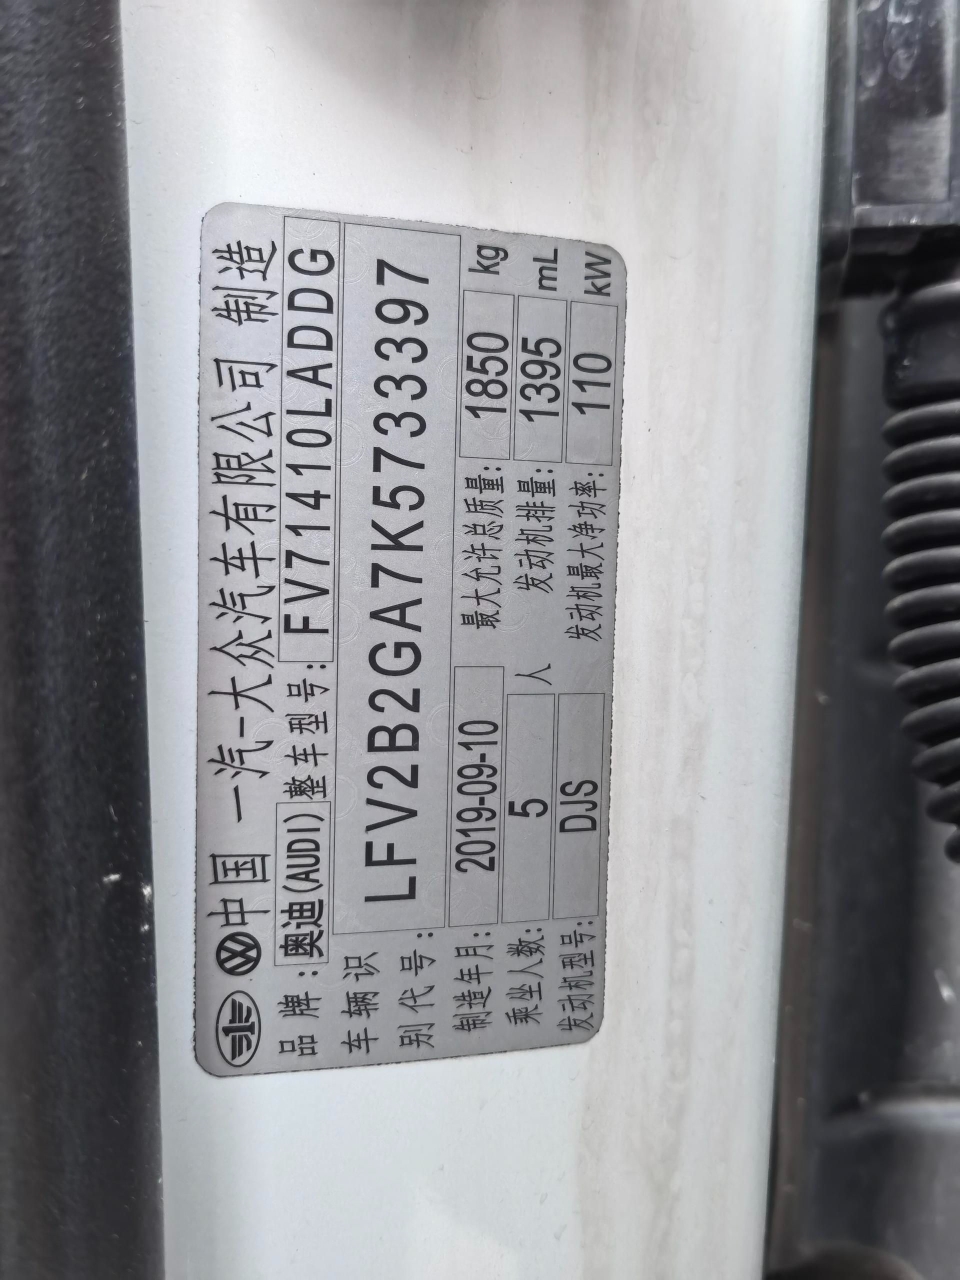 中国 一汽-大众汽车有限公司 制造
品牌:奥迪(AUDI) 整车型号:FV71410LADDG
车辆识别代号:LFV2B2GA7K5733397
制造年月:2019-09-10 最大允许总质量:1850 kg
乘坐人数:5 人 发动机排量:1395 mL
发动机型号:DJS 发动机最大净功率:110 kW